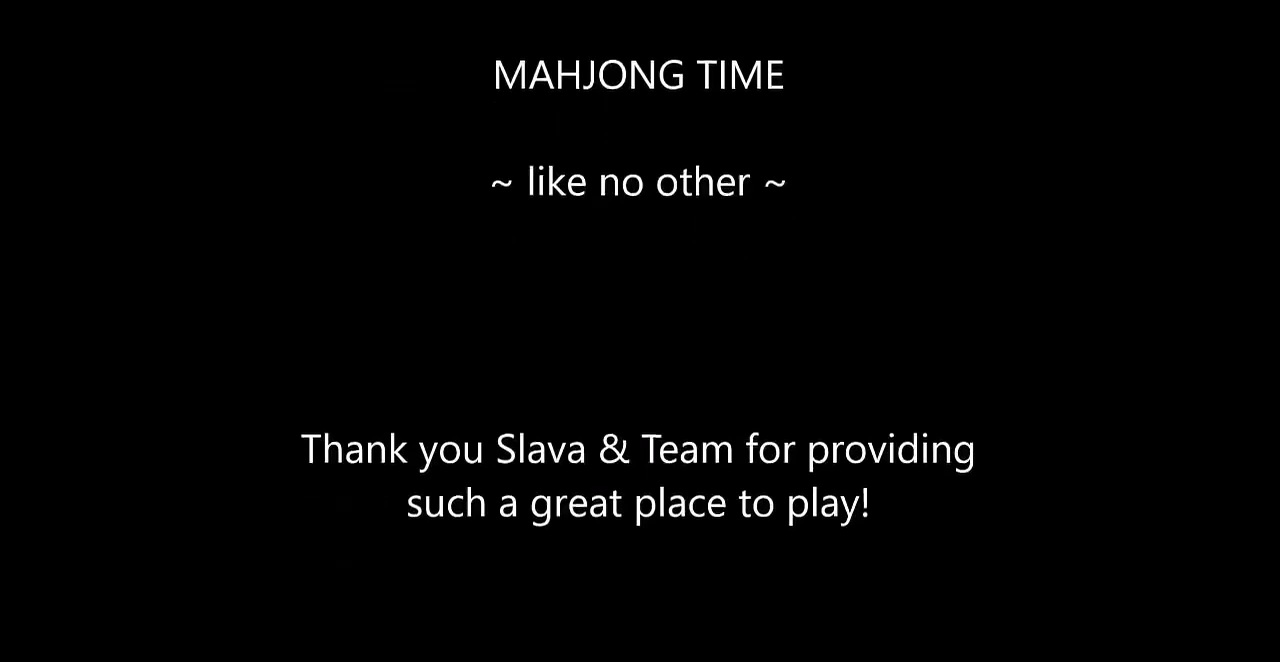 MAHJONG TIME
~ like no other ~
Thank you Slava & Team for providing
such a great place to play!